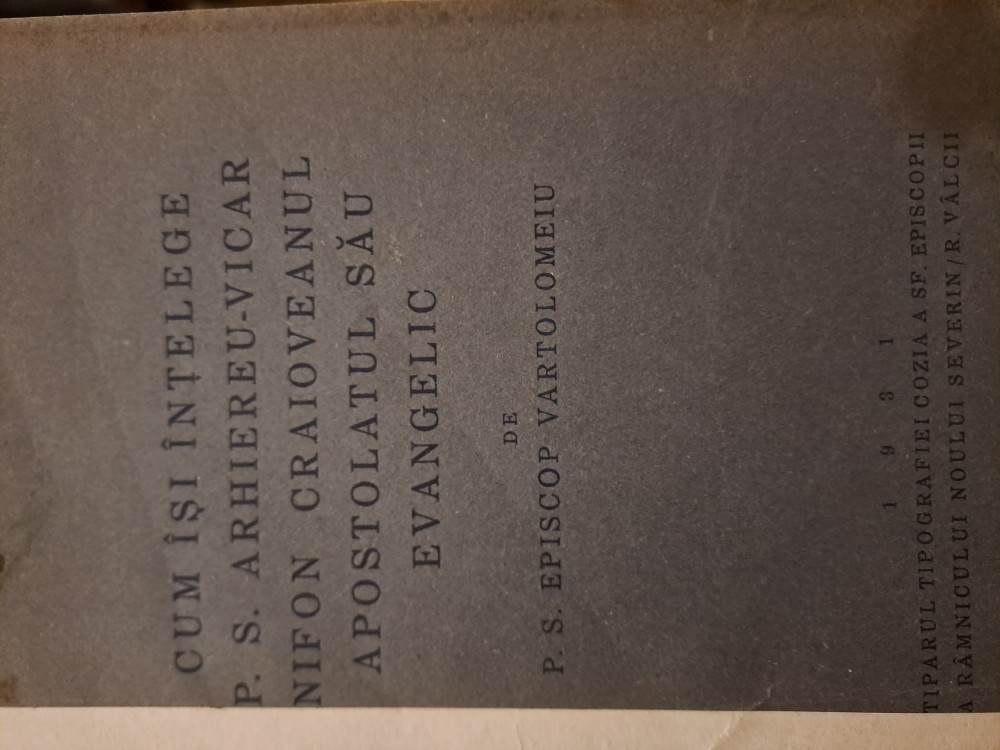 CUM ÎȘI ÎNȚELEGE
P. S. ARHIEREU-VICAR
NIFON CRAIOVEANUL
APOSTOLATUL SĂU
EVANGELIC
DE
P. S. EPISCOP VARTOLOMEIU
1 9 3 1
TIPARUL TIPOGRAFIEI COZIA A SF. EPISCOPII
A RÂMNICULUI NOULUI SEVERIN / R. VÂLCII